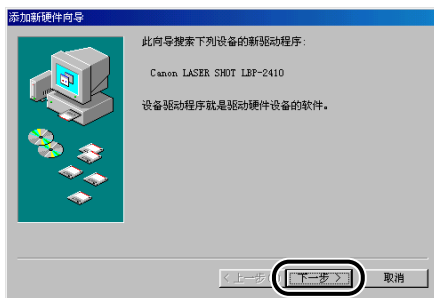 添加新硬件向导
此向导搜索下列设备的新驱动程序:
Canon LASER SHOT LBP-2410
设备驱动程序就是驱动硬件设备的软件。
< 上一步 下一步 > 取消